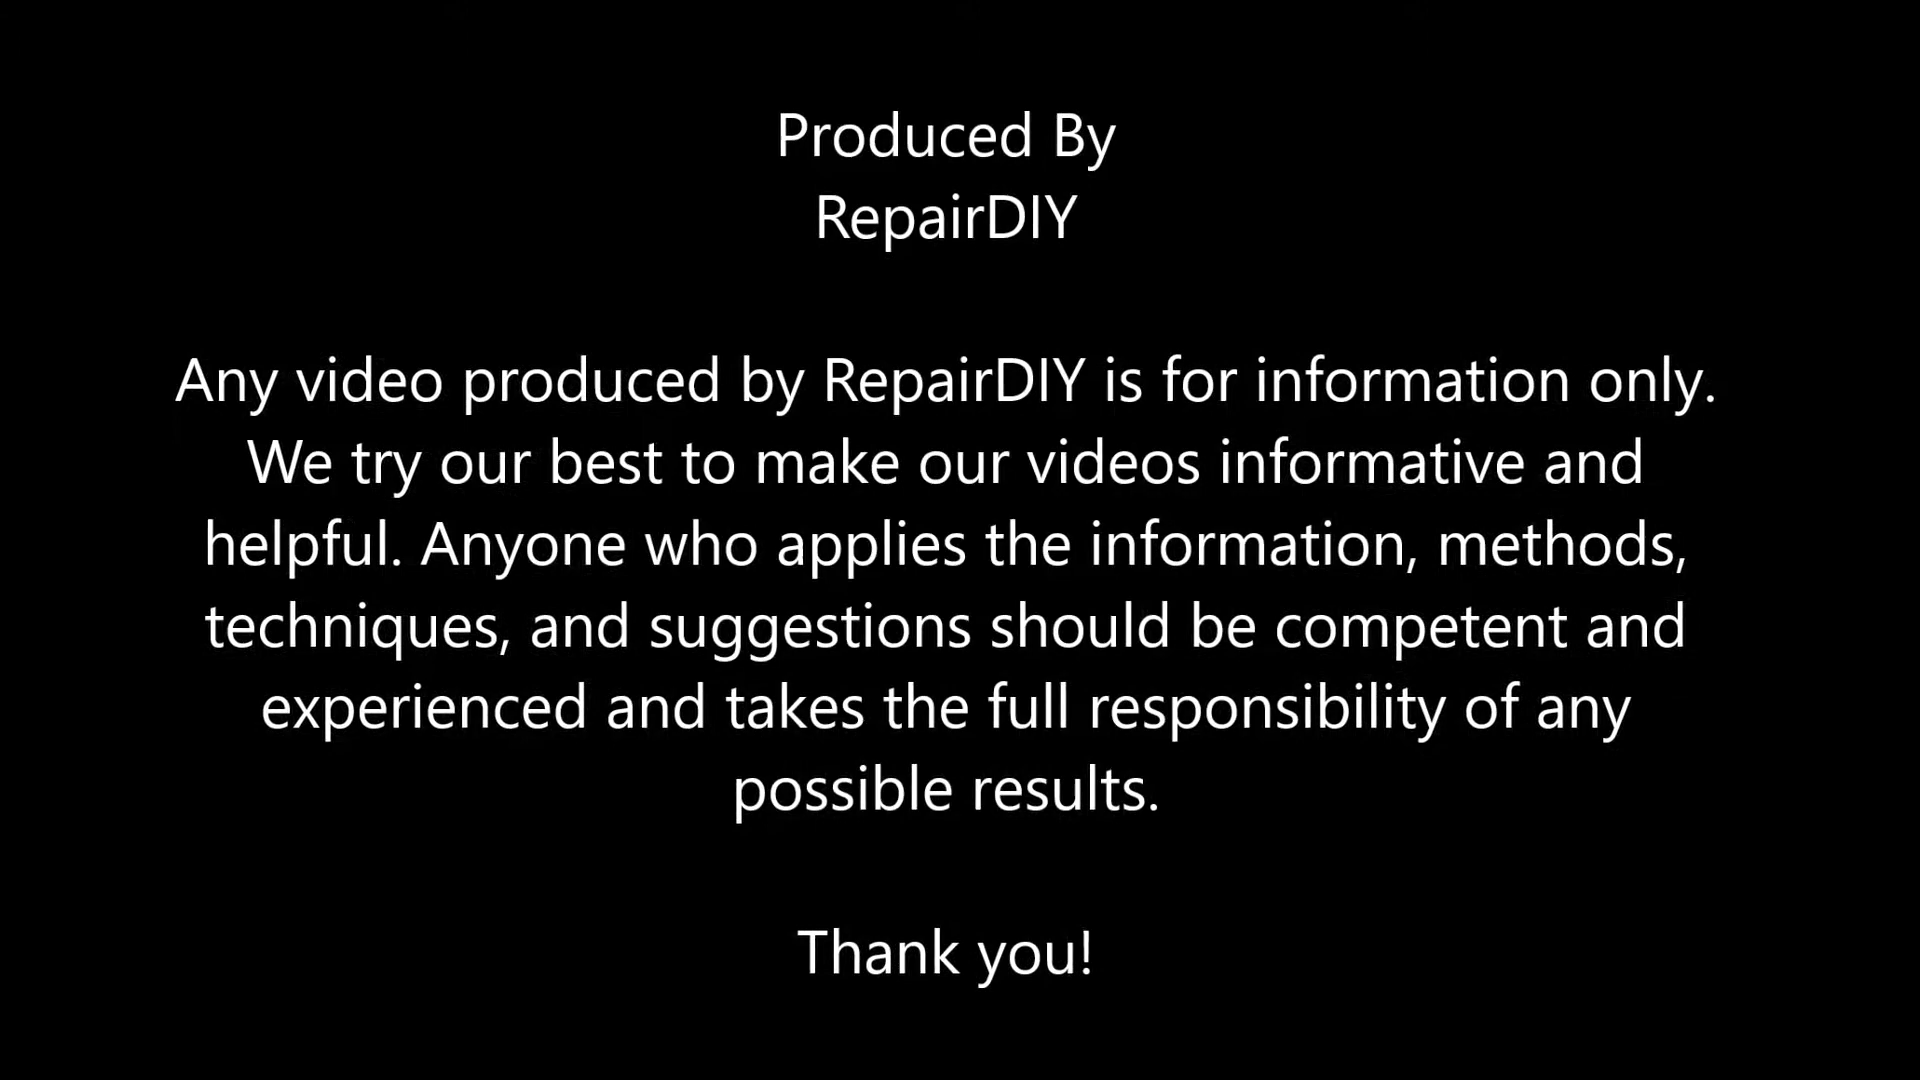 Produced By
RepairDIY
Any video produced by RepairDIY is for information only.
We try our best to make our videos informative and
helpful. Anyone who applies the information, methods,
techniques, and suggestions should be competent and
experienced and takes the full responsibility of any
possible results.
Thank you!